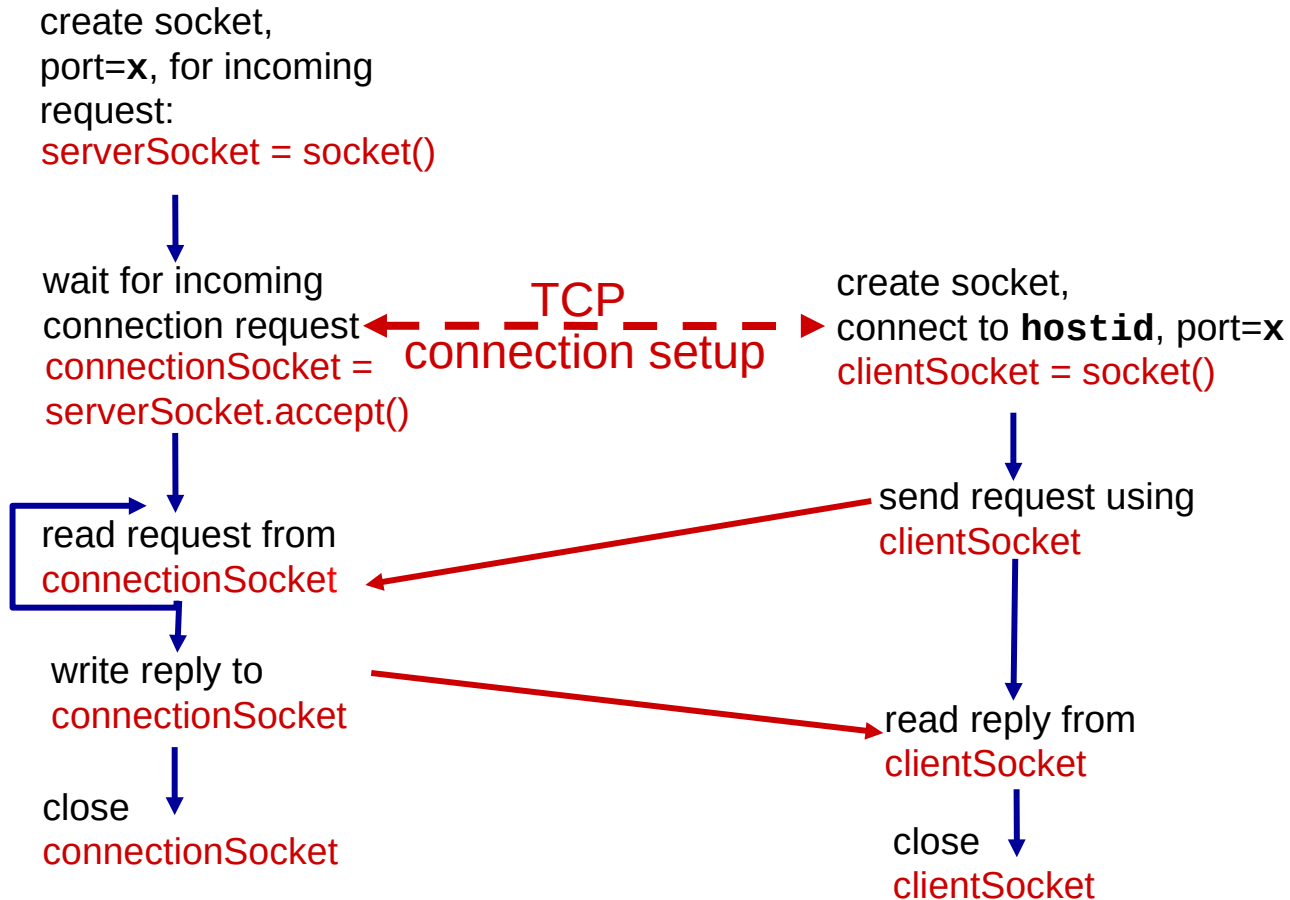 create socket,
port=x, for incoming
request:
serverSocket = socket()
wait for incoming
connection request
connectionSocket =
serverSocket.accept()
TCP
connection setup
create socket,
connect to hostid, port=x
clientSocket = socket()
read request from
connectionSocket
send request using
clientSocket
write reply to
connectionSocket
read reply from
clientSocket
close
connectionSocket
close
clientSocket